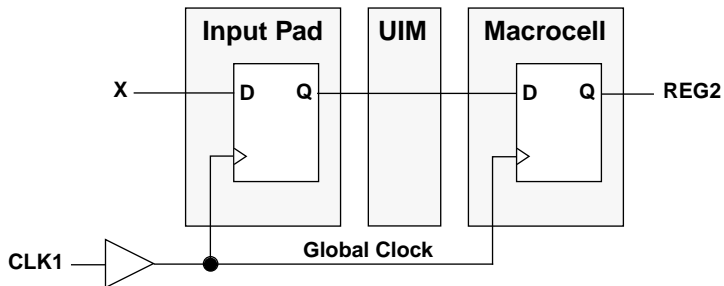 Input Pad UIM Macrocell
X D Q D Q REG2
Global Clock
CLK1